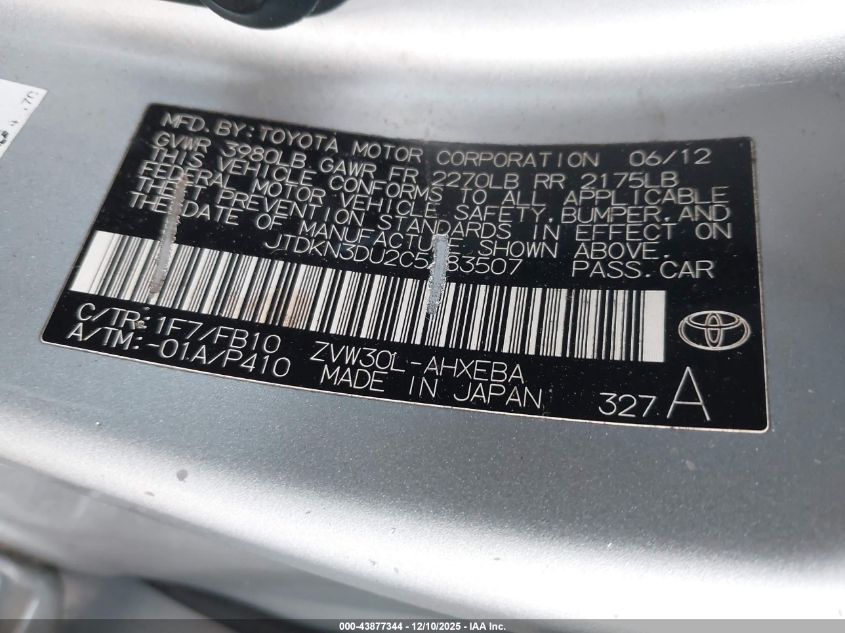 MFD. BY: TOYOTA MOTOR CORPORATION 06/12
GVWR 3980LB GAWR FR 2270LB RR 2175LB
THIS VEHICLE CONFORMS TO ALL APPLICABLE
FEDERAL MOTOR VEHICLE SAFETY, BUMPER, AND
THEFT PREVENTION STANDARDS IN EFFECT ON
THE DATE OF MANUFACTURE SHOWN ABOVE.
PASS. CAR
C/TR: 1F7/FB10 ZVW30L-AHXEBA
A/TM: -01A/P410 MADE IN JAPAN 327 A
000-43877344 - 12/10/2025 - IAA Inc.